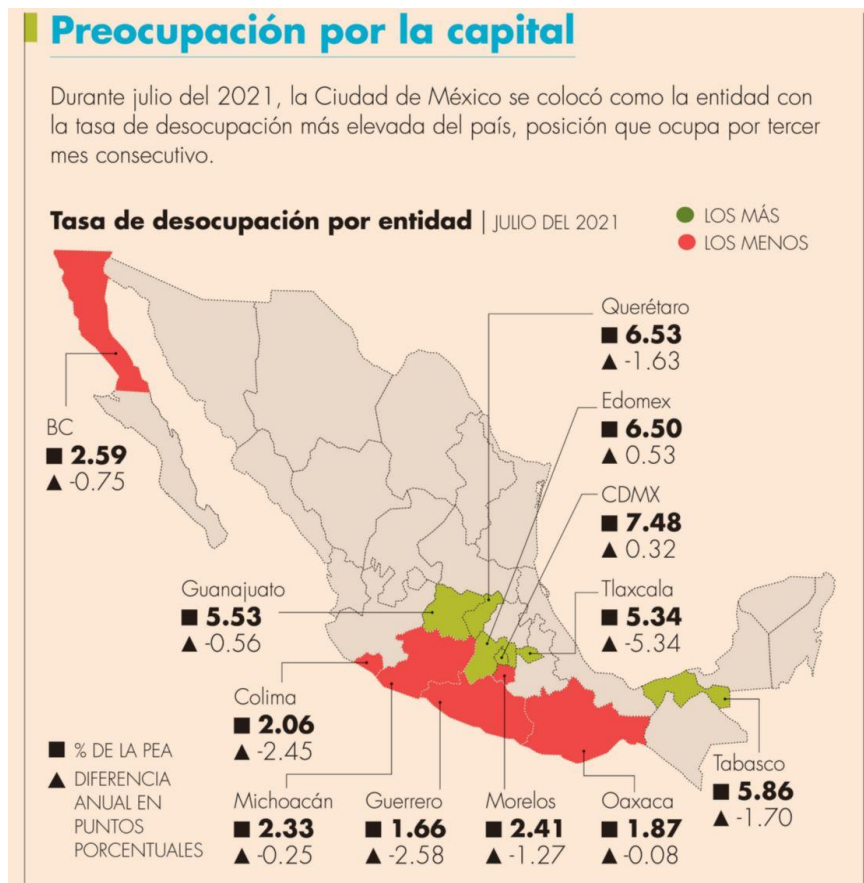 Preocupación por la capital
Durante julio del 2021, la Ciudad de México se colocó como la entidad con
la tasa de desocupación más elevada del país, posición que ocupa por tercer
mes consecutivo.
Tasa de desocupación por entidad | JULIO DEL 2021
● LOS MÁS
● LOS MENOS
Querétaro
■ 6.53
▲ -1.63
Edomex
■ 6.50
▲ 0.53
BC
■ 2.59
▲ -0.75
CDMX
■ 7.48
▲ 0.32
Guanajuato
■ 5.53
▲ -0.56
Tlaxcala
■ 5.34
▲ -5.34
Colima
■ 2.06
▲ -2.45
Tabasco
■ 5.86
▲ -1.70
Michoacán
■ 2.33
▲ -0.25
Guerrero
■ 1.66
▲ -2.58
Morelos
■ 2.41
▲ -1.27
Oaxaca
■ 1.87
▲ -0.08
■ % DE LA PEA
▲ DIFERENCIA
ANUAL EN
PUNTOS
PORCENTUALES